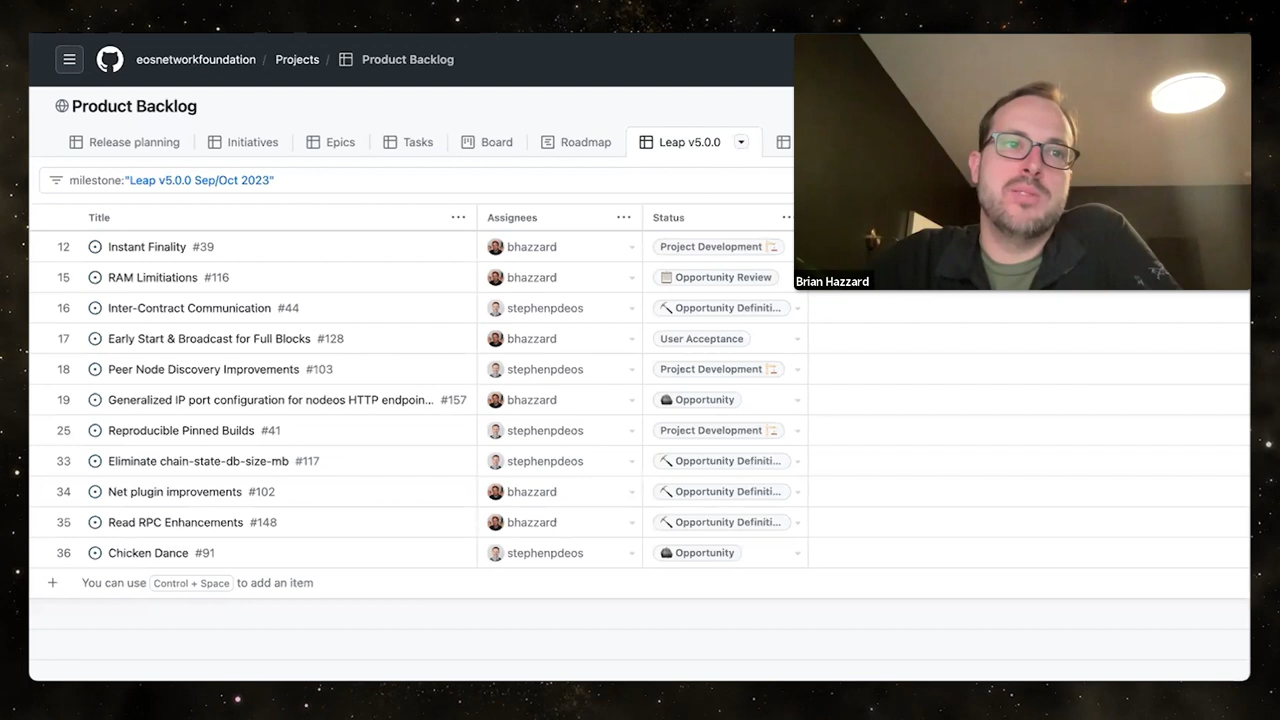 eosnetworkfoundation / Projects / Product Backlog
Product Backlog
Release planning Initiatives Epics Tasks Board Roadmap Leap v5.0.0
milestone:"Leap v5.0.0 Sep/Oct 2023"
Title Assignees Status
12 Instant Finality #39 bhazzard Project Development
15 RAM Limitiations #116 bhazzard Opportunity Review
16 Inter-Contract Communication #44 stephenpdeos Opportunity Definiti...
17 Early Start & Broadcast for Full Blocks #128 bhazzard User Acceptance
18 Peer Node Discovery Improvements #103 stephenpdeos Project Development
19 Generalized IP port configuration for nodeos HTTP endpoin... #157 bhazzard Opportunity
25 Reproducible Pinned Builds #41 stephenpdeos Project Development
33 Eliminate chain-state-db-size-mb #117 stephenpdeos Opportunity Definiti...
34 Net plugin improvements #102 bhazzard Opportunity Definiti...
35 Read RPC Enhancements #148 bhazzard Opportunity Definiti...
36 Chicken Dance #91 stephenpdeos Opportunity
+ You can use Control + Space to add an item
Brian Hazzard